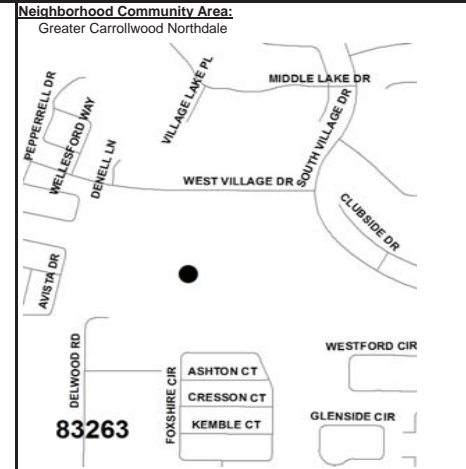 Neighborhood Community Area:
Greater Carrollwood Northdale
MIDDLE LAKE DR
VILLAGE LAKE PL
PEPPERRELL DR
WELLESFORD WAY
SOUTH VILLAGE DR
DENELL LN
WEST VILLAGE DR
CLUBSIDE DR
AVISTA DR
WESTFORD CIR
DELWOOD RD
FOXSHIRE CIR
ASHTON CT
CRESSON CT
GLENSIDE CIR
KEMBLE CT
83263